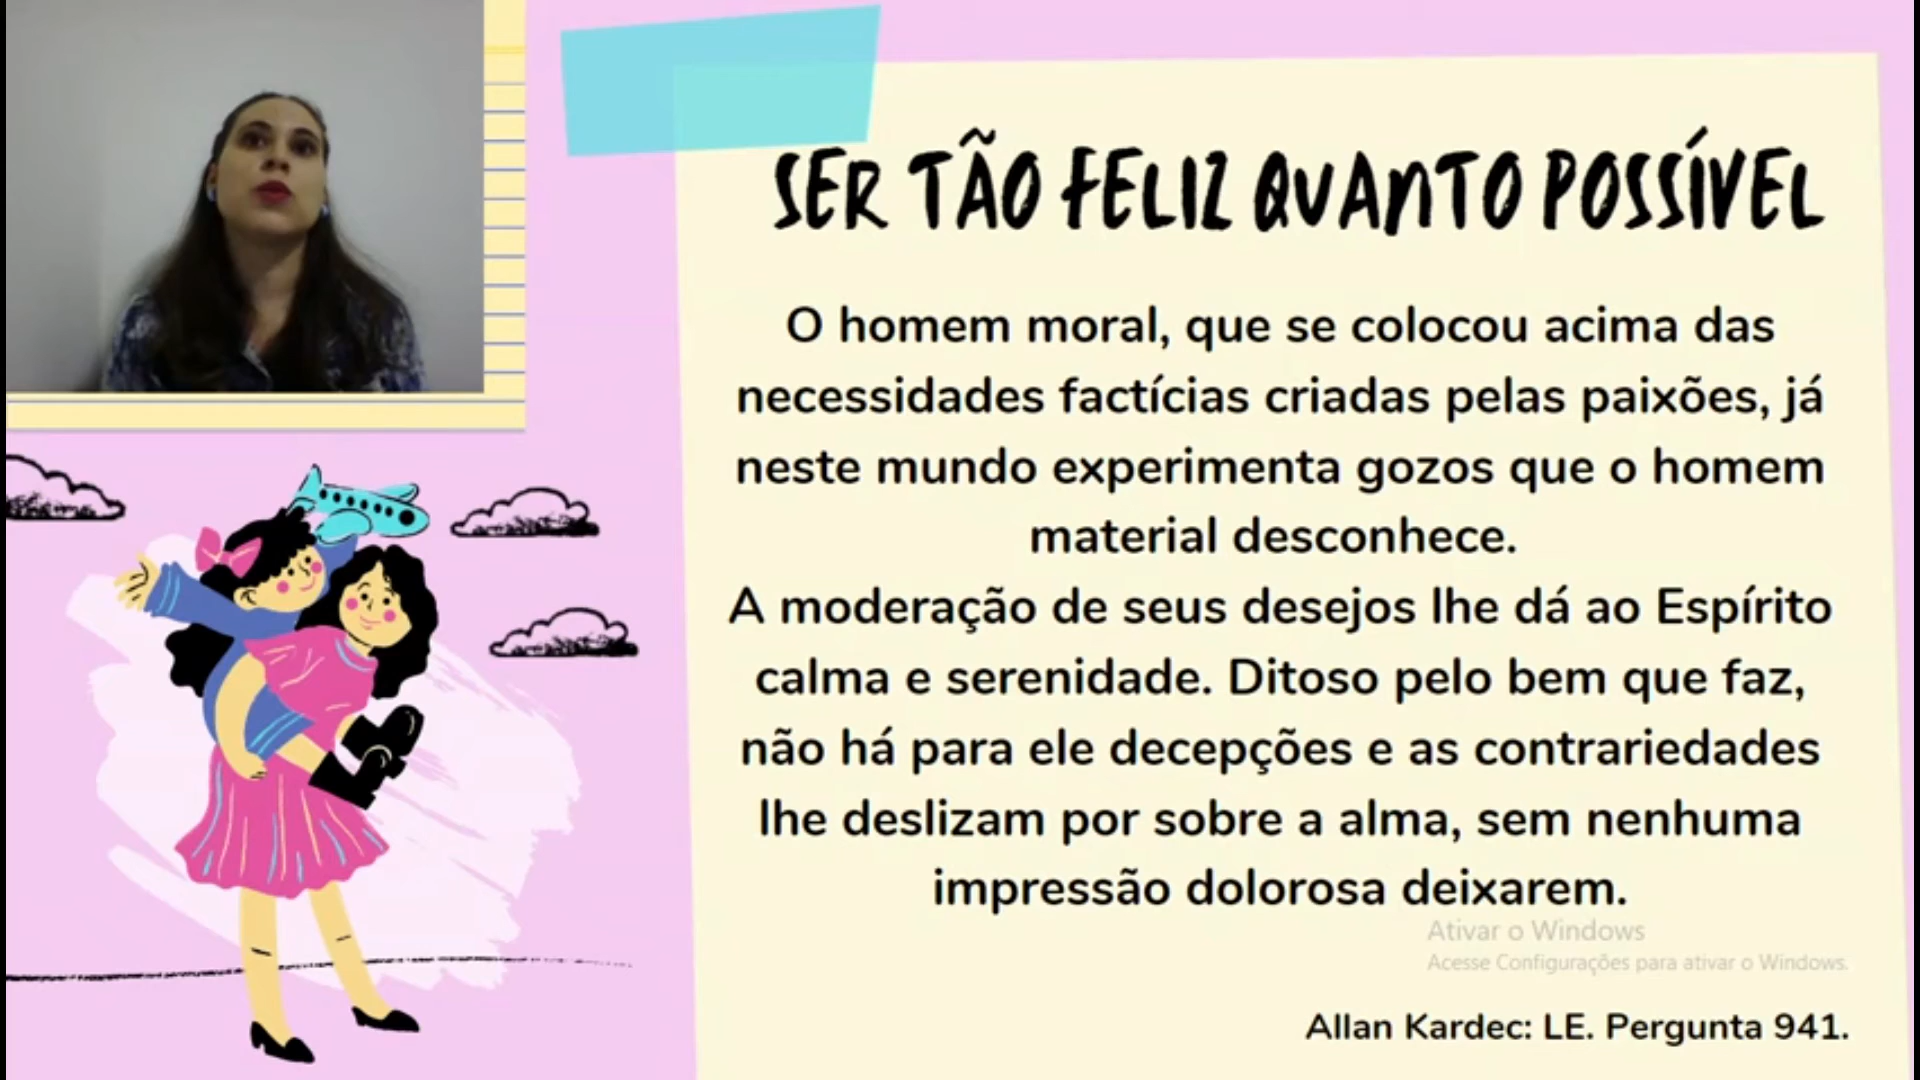 SER TÃO FELIZ QUANTO POSSÍVEL
O homem moral, que se colocou acima das
necessidades factícias criadas pelas paixões, já
neste mundo experimenta gozos que o homem
material desconhece.
A moderação de seus desejos lhe dá ao Espírito
calma e serenidade. Ditoso pelo bem que faz,
não há para ele decepções e as contrariedades
lhe deslizam por sobre a alma, sem nenhuma
impressão dolorosa deixarem.
Ativar o Windows
Acesse Configurações para ativar o Windows.
Allan Kardec: LE. Pergunta 941.